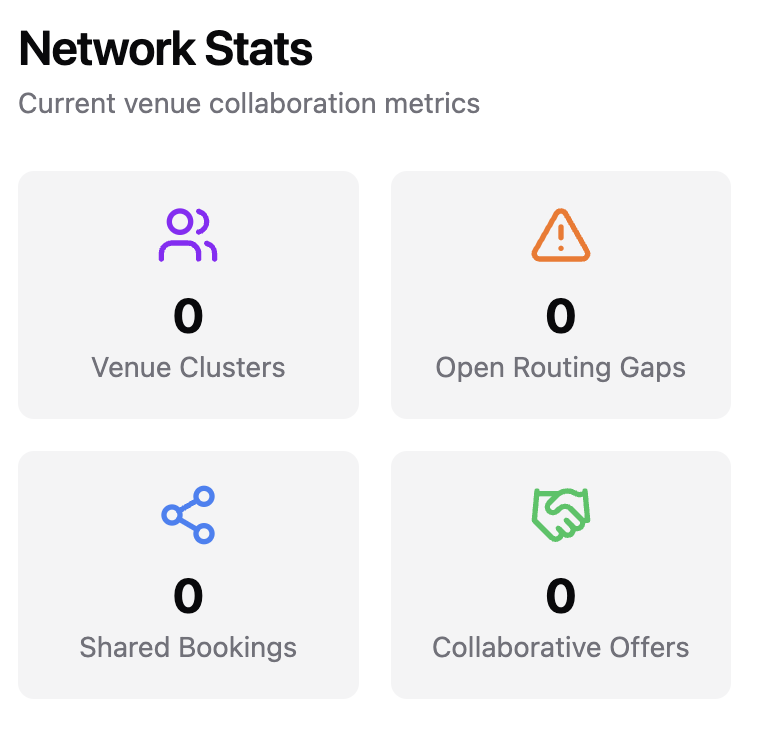 Network Stats
Current venue collaboration metrics
0
Venue Clusters
0
Open Routing Gaps
0
Shared Bookings
0
Collaborative Offers